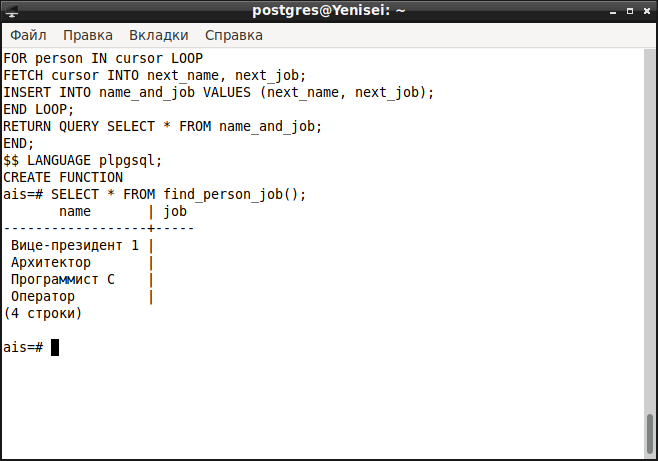 postgres@Yenisei: ~
Файл Правка Вкладки Справка
FOR person IN cursor LOOP
FETCH cursor INTO next_name, next_job;
INSERT INTO name_and_job VALUES (next_name, next_job);
END LOOP;
RETURN QUERY SELECT * FROM name_and_job;
END;
$$ LANGUAGE plpgsql;
CREATE FUNCTION
ais=# SELECT * FROM find_person_job();
       name       | job
------------------+-----
 Вице-президент 1 |
 Архитектор       |
 Программист C    |
 Оператор         |
(4 строки)
ais=#